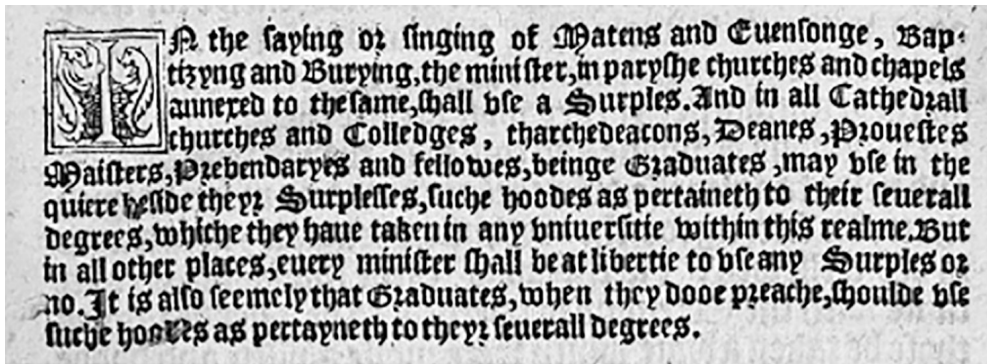 IN the saying or singing of Matens and Euensonge, Bap-
tizyng and Burying, the minister, in paryshe churches and chapels
annexed to thesame, shall vse a Surples. And in all Cathedrall
churches and Colledges, tharchedeacons, Deanes, Prouestes
Maisters, Prebendaryes and fellowes, beinge Graduates, may vse in the
quiere beside theyr Surplesses, suche hoodes as pertaineth to their seuerall
degrees, whiche they haue taken in any vniuersitie within this realme. But
in all other places, euery minister shall be at libertie to vse any Surples or
no. It is also seemely that Graduates, when they dooe preache, shoulde vse
suche hoodes as pertayneth to theyr seuerall degrees.